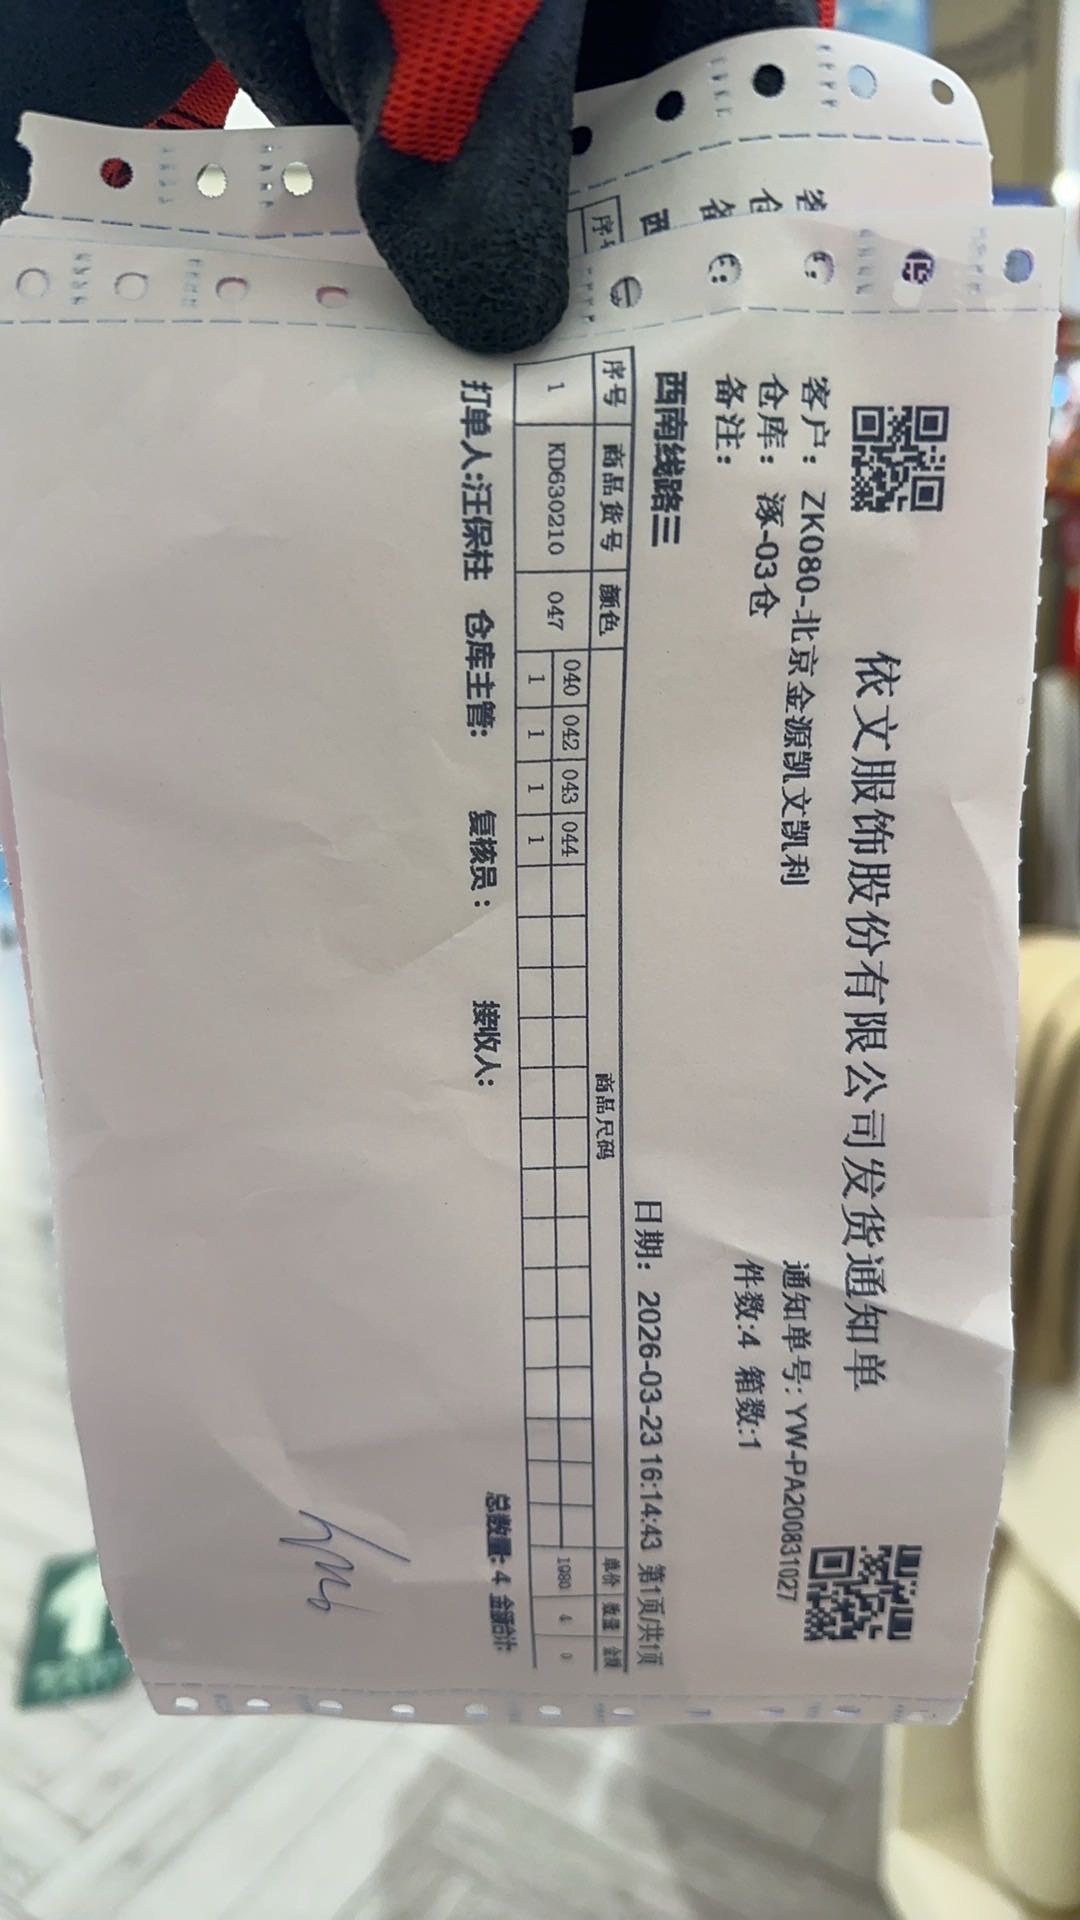 依文服饰股份有限公司发货通知单
客户：ZK080-北京金源凯文凯利 通知单号:YW-PA200831027
仓库：涿-03仓 件数:4 箱数:1
备注：
西南线路三 日期：2026-03-23 16:14:43 第1页/共1页
序号 商品货号 颜色 商品尺码 单价 数量 金额
1 KD630210 047 040 042 043 044 1980 4 0
1 1 1 1
打单人:汪保柱 仓库主管: 复核员: 接收人: 总数量:4 金额合计: